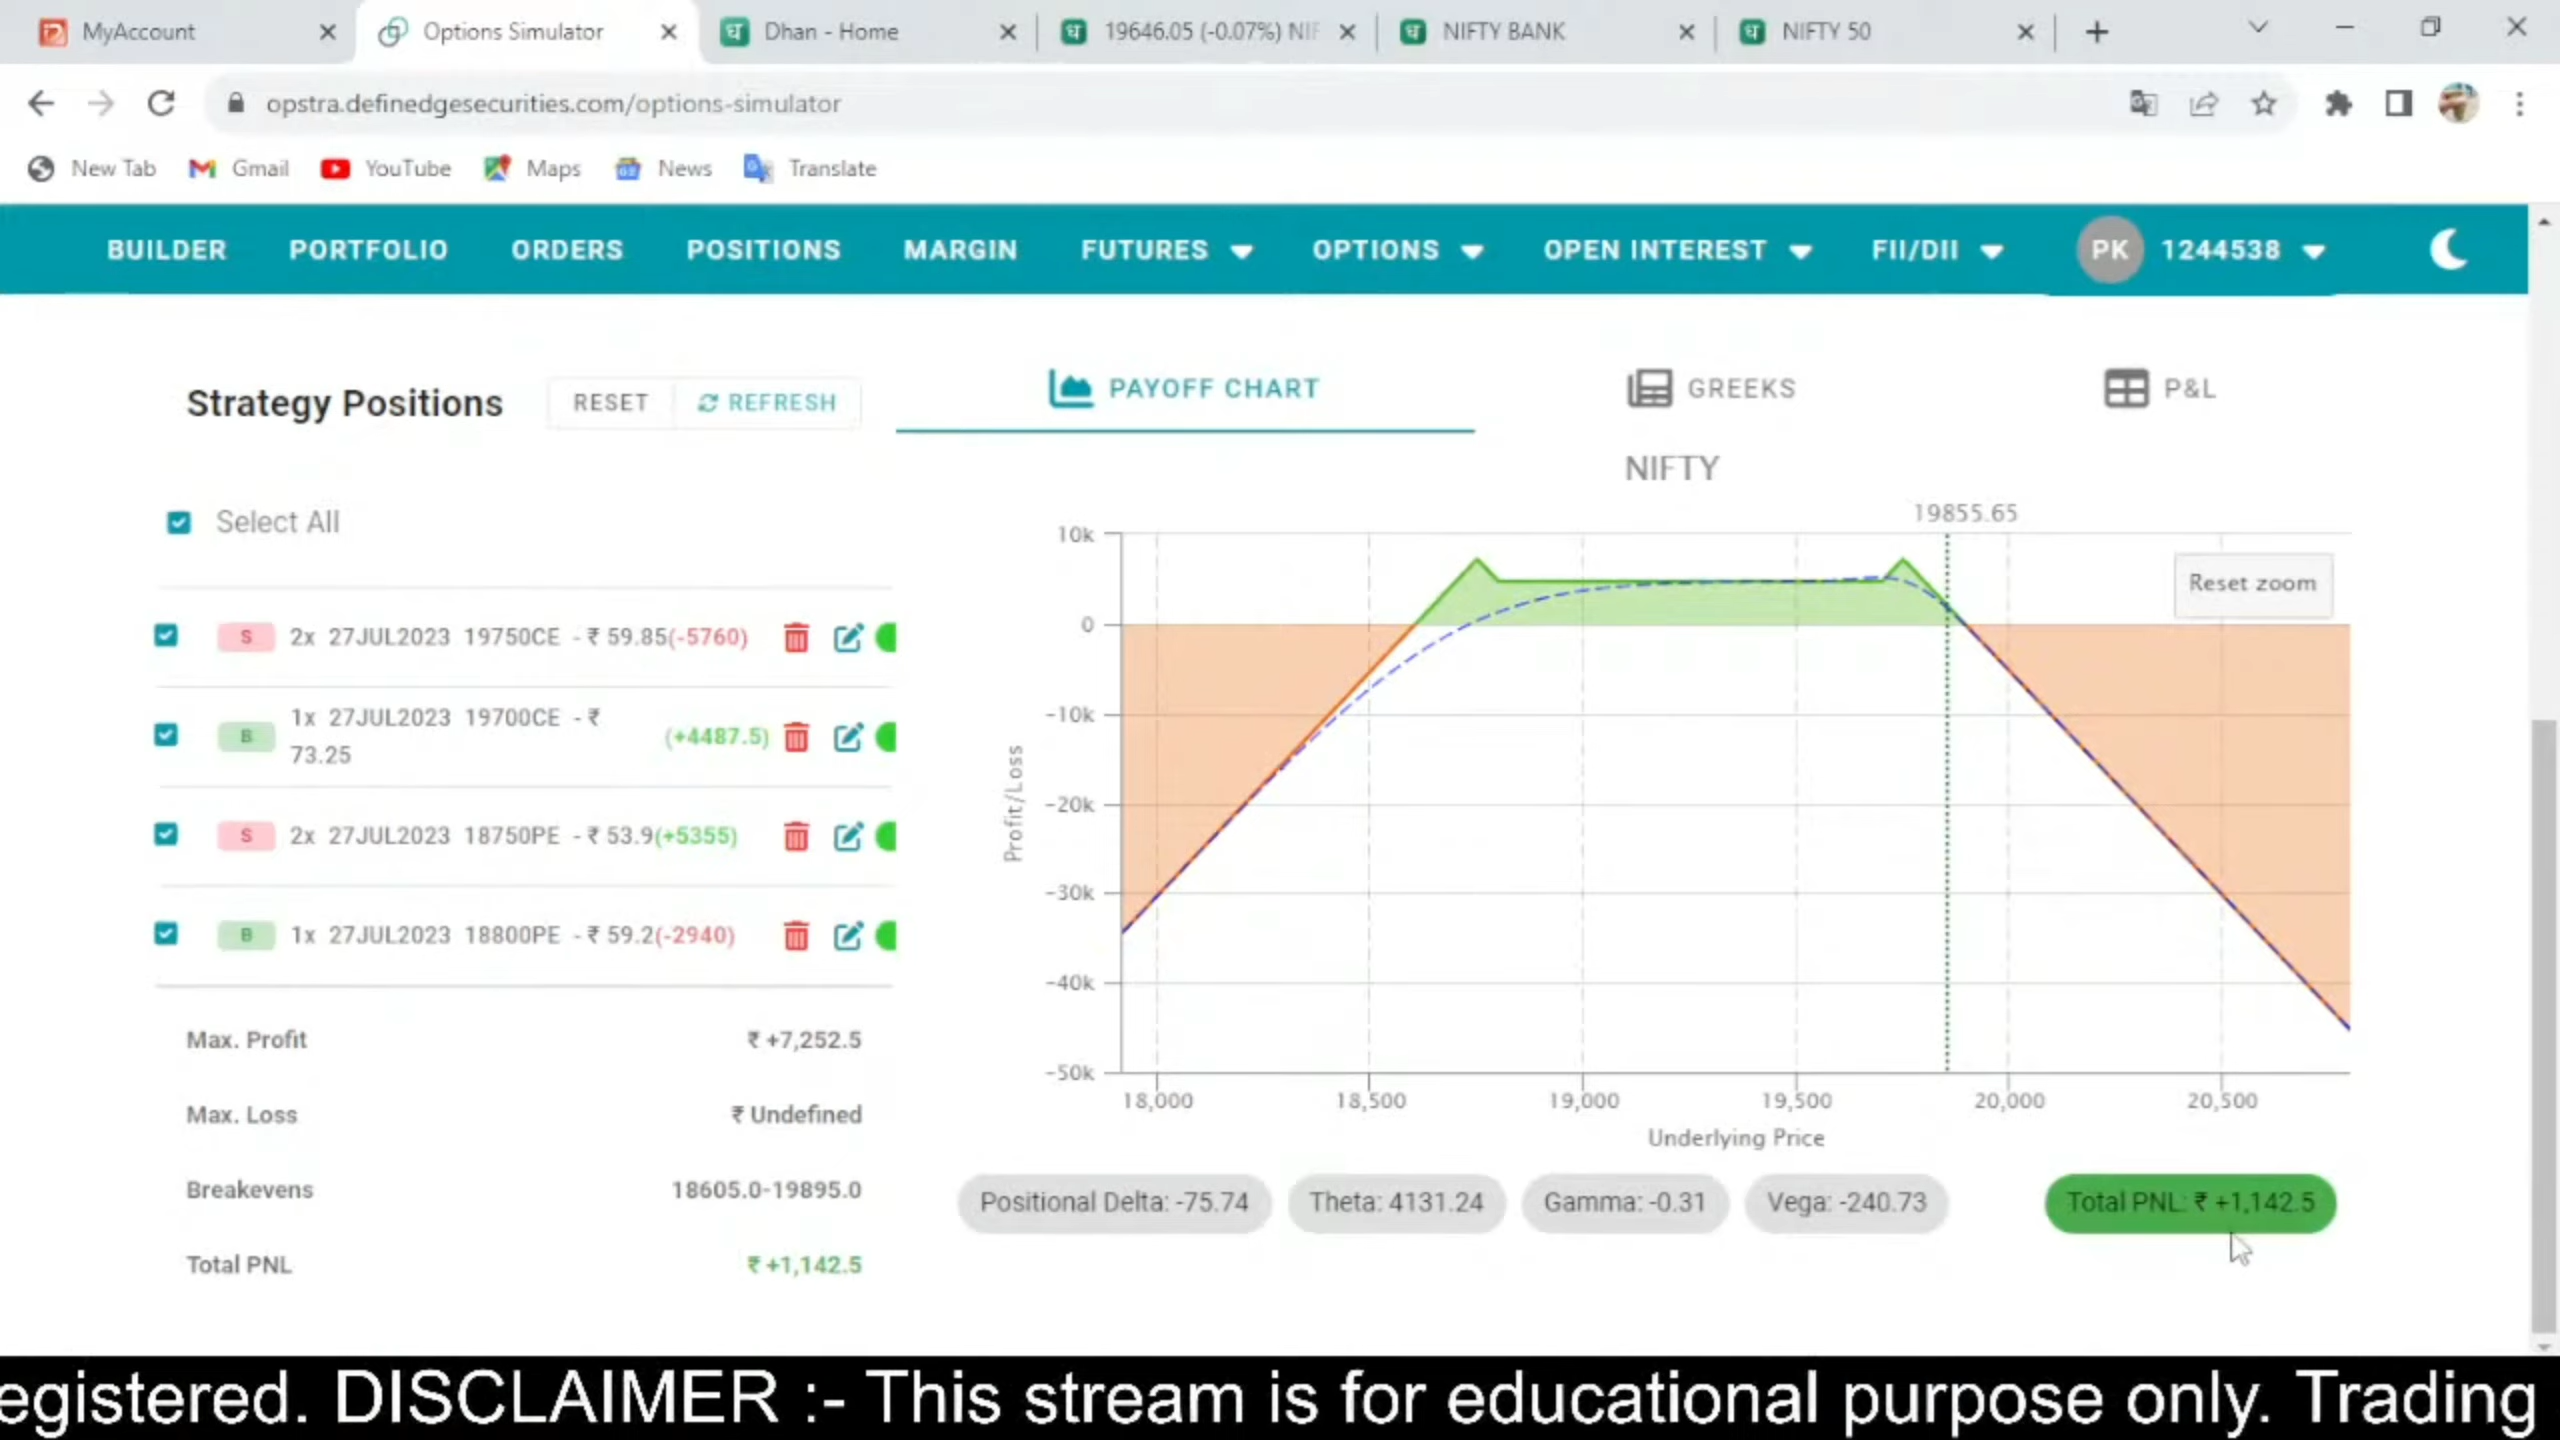 MyAccount
Options Simulator
Dhan - Home
19646.05 (-0.07%) NIF
NIFTY BANK
NIFTY 50
opstra.definedgesecurities.com/options-simulator
New Tab
Gmail
YouTube
Maps
News
Translate
BUILDER
PORTFOLIO
ORDERS
POSITIONS
MARGIN
FUTURES
OPTIONS
OPEN INTEREST
FII/DII
PK
1244538
Strategy Positions
RESET
REFRESH
PAYOFF CHART
GREEKS
P&L
Select All
S 2x 27JUL2023 19750CE - ₹ 59.85(-5760)
B 1x 27JUL2023 19700CE - ₹
73.25
(+4487.5)
S 2x 27JUL2023 18750PE - ₹ 53.9(+5355)
B 1x 27JUL2023 18800PE - ₹ 59.2(-2940)
Max. Profit ₹ +7,252.5
Max. Loss ₹ Undefined
Breakevens 18605.0-19895.0
Total PNL ₹ +1,142.5
NIFTY
19855.65
Reset zoom
10k
0
-10k
-20k
-30k
-40k
-50k
Profit/Loss
18,000 18,500 19,000 19,500 20,000 20,500
Underlying Price
Positional Delta: -75.74
Theta: 4131.24
Gamma: -0.31
Vega: -240.73
Total PNL: ₹ +1,142.5
egistered. DISCLAIMER :- This stream is for educational purpose only. Trading